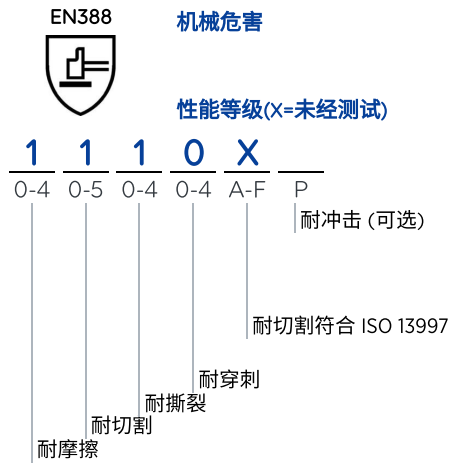 EN388
机械危害
性能等级(X=未经测试)
1 1 1 0 X
0-4 0-5 0-4 0-4 A-F P
耐冲击 (可选)
耐切割符合 ISO 13997
耐穿刺
耐撕裂
耐切割
耐摩擦